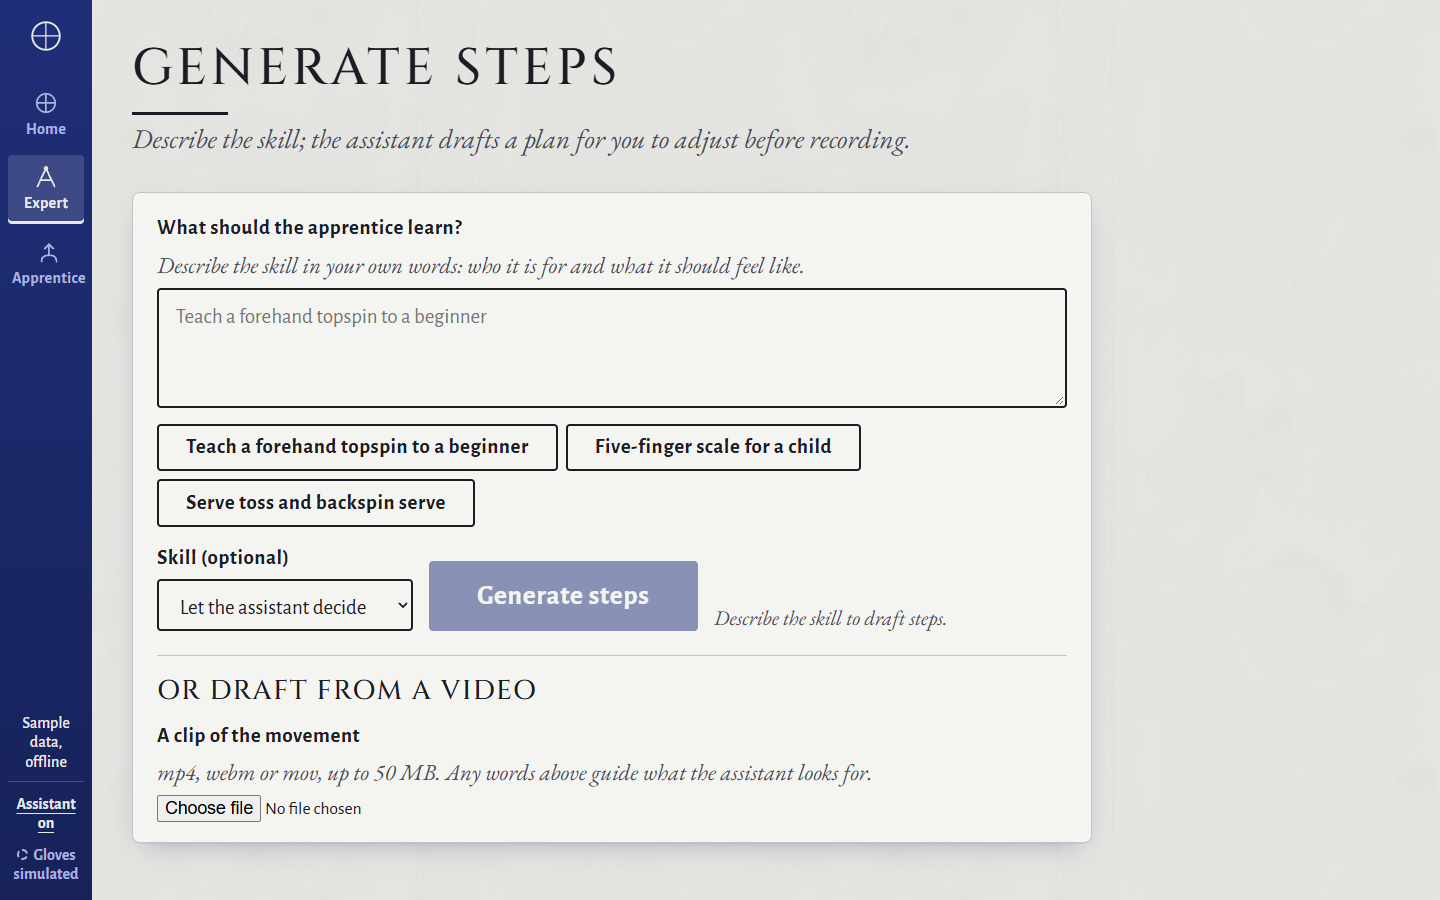 GENERATE STEPS
Describe the skill; the assistant drafts a plan for you to adjust before recording.
Home
Expert
Apprentice
What should the apprentice learn?
Describe the skill in your own words: who it is for and what it should feel like.
Teach a forehand topspin to a beginner
Teach a forehand topspin to a beginner
Five-finger scale for a child
Serve toss and backspin serve
Skill (optional)
Let the assistant decide
Generate steps
Describe the skill to draft steps.
OR DRAFT FROM A VIDEO
A clip of the movement
mp4, webm or mov, up to 50 MB. Any words above guide what the assistant looks for.
Choose file No file chosen
Sample
data,
offline
Assistant
on
Gloves
simulated